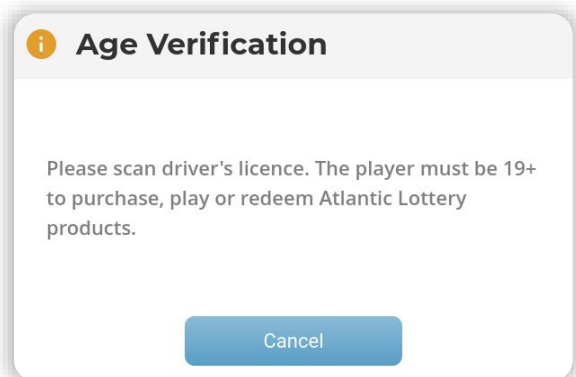 Age Verification
Please scan driver's licence. The player must be 19+
to purchase, play or redeem Atlantic Lottery
products.
Cancel